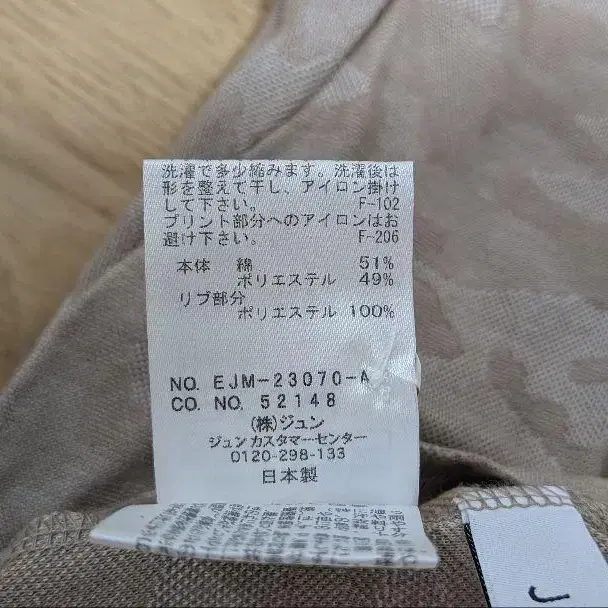 洗濯で多少縮みます。洗濯後は
形を整えて干し、アイロン掛け
して下さい。 F-102
プリント部分へのアイロンはお
避け下さい。 F-206
本体 綿 51%
ポリエステル 49%
リブ部分
ポリエステル 100%
NO. EJM-23070-A
CO. NO. 52148
(株)ジュン
ジュン カスタマーセンター
0120-298-133
日本製
J